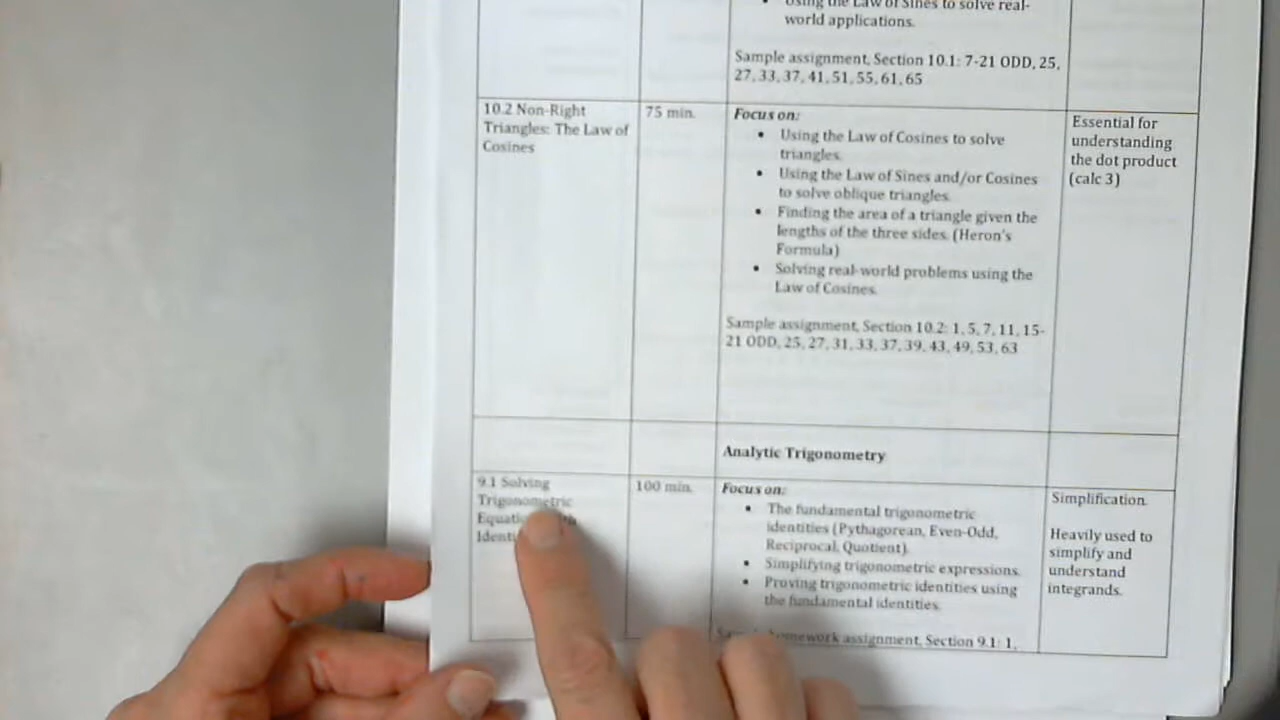 Using the Law of Sines to solve real-
world applications.
Sample assignment, Section 10.1: 7-21 ODD, 25,
27, 33, 37, 41, 51, 55, 61, 65
10.2 Non-Right
Triangles: The Law of
Cosines
75 min.
Focus on:
• Using the Law of Cosines to solve
triangles.
• Using the Law of Sines and/or Cosines
to solve oblique triangles.
• Finding the area of a triangle given the
lengths of the three sides. (Heron's
Formula)
• Solving real-world problems using the
Law of Cosines.
Sample assignment, Section 10.2: 1, 5, 7, 11, 15-
21 ODD, 25, 27, 31, 33, 37, 39, 43, 49, 53, 63
Essential for
understanding
the dot product
(calc 3)
Analytic Trigonometry
9.1 Solving
Trigonometric
100 min.
Focus on:
• The fundamental trigonometric
identities (Pythagorean, Even-Odd,
Reciprocal, Quotient).
• Simplifying trigonometric expressions.
• Proving trigonometric identities using
the fundamental identities.
homework assignment, Section 9.1: 1,
Simplification.
Heavily used to
simplify and
understand
integrands.